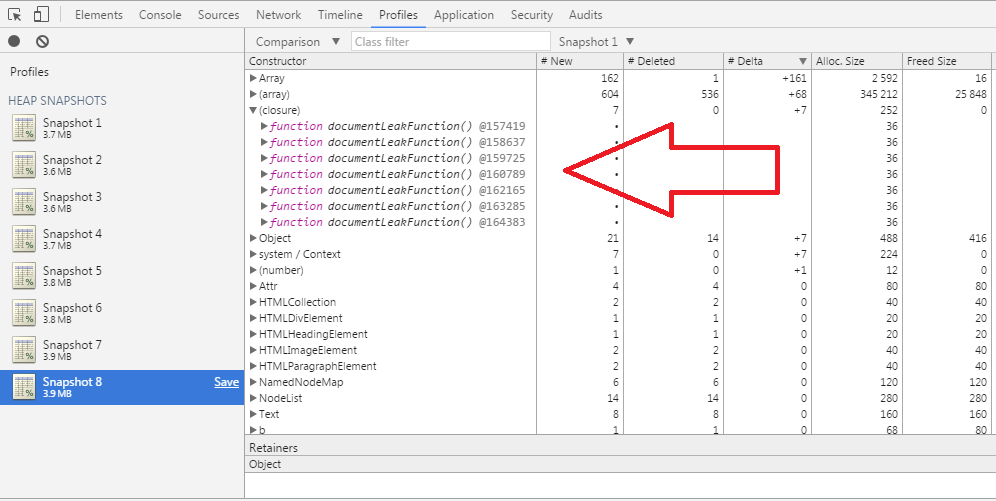 Elements Console Sources Network Timeline Profiles Application Security Audits
Comparison ▼ Class filter Snapshot 1 ▼
Profiles
HEAP SNAPSHOTS
Snapshot 1
3.7 MB
Snapshot 2
3.6 MB
Snapshot 3
3.6 MB
Snapshot 4
3.7 MB
Snapshot 5
3.8 MB
Snapshot 6
3.8 MB
Snapshot 7
3.9 MB
Snapshot 8 Save
3.9 MB
Constructor # New # Deleted # Delta ▼ Alloc. Size Freed Size
▶Array 162 1 +161 2 592 16
▶(array) 604 536 +68 345 212 25 848
▼(closure) 7 0 +7 252 0
▶function documentLeakFunction() @157419 • 36
▶function documentLeakFunction() @158637 • 36
▶function documentLeakFunction() @159725 • 36
▶function documentLeakFunction() @160789 • 36
▶function documentLeakFunction() @162165 • 36
▶function documentLeakFunction() @163285 • 36
▶function documentLeakFunction() @164383 • 36
▶Object 21 14 +7 488 416
▶system / Context 7 0 +7 224 0
▶(number) 1 0 +1 12 0
▶Attr 4 4 0 80 80
▶HTMLCollection 2 2 0 40 40
▶HTMLDivElement 1 1 0 20 20
▶HTMLHeadingElement 1 1 0 20 20
▶HTMLImageElement 2 2 0 40 40
▶HTMLParagraphElement 2 2 0 40 40
▶NamedNodeMap 6 6 0 120 120
▶NodeList 14 14 0 280 280
▶Text 8 8 0 160 160
▶b 1 1 0 68 80
Retainers
Object